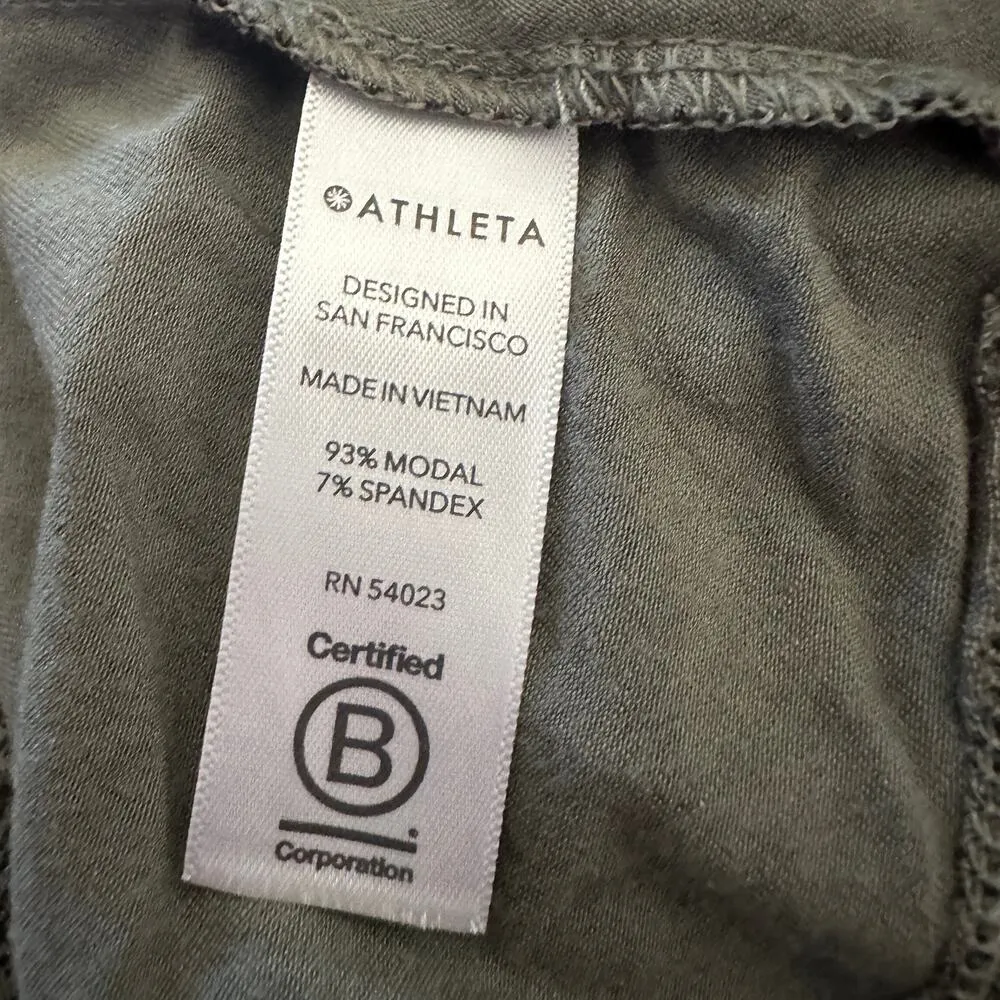 ATHLETA
DESIGNED IN
SAN FRANCISCO
MADE IN VIETNAM
93% MODAL
7% SPANDEX
RN 54023
Certified
B
Corporation